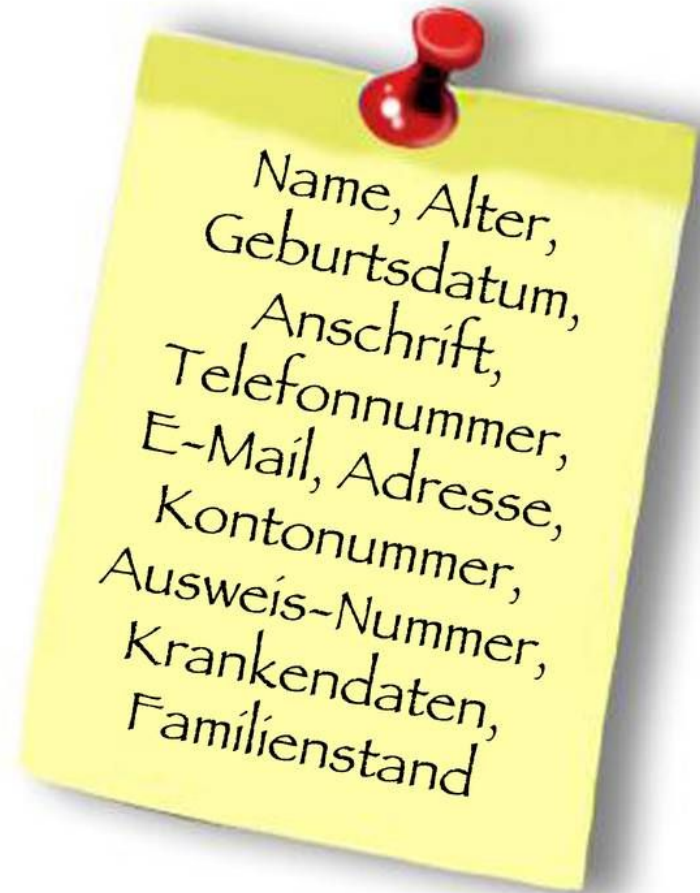 Name, Alter,
Geburtsdatum,
Anschrift,
Telefonnummer,
E-Mail, Adresse,
Kontonummer,
Ausweis-Nummer,
Krankendaten,
Familienstand